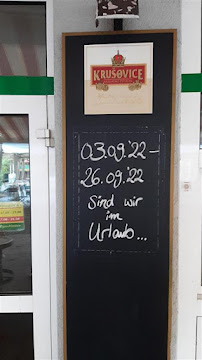 KRUŠOVICE
03.09.'22 –
26.09.'22
Sind wir
im
Urlaub...